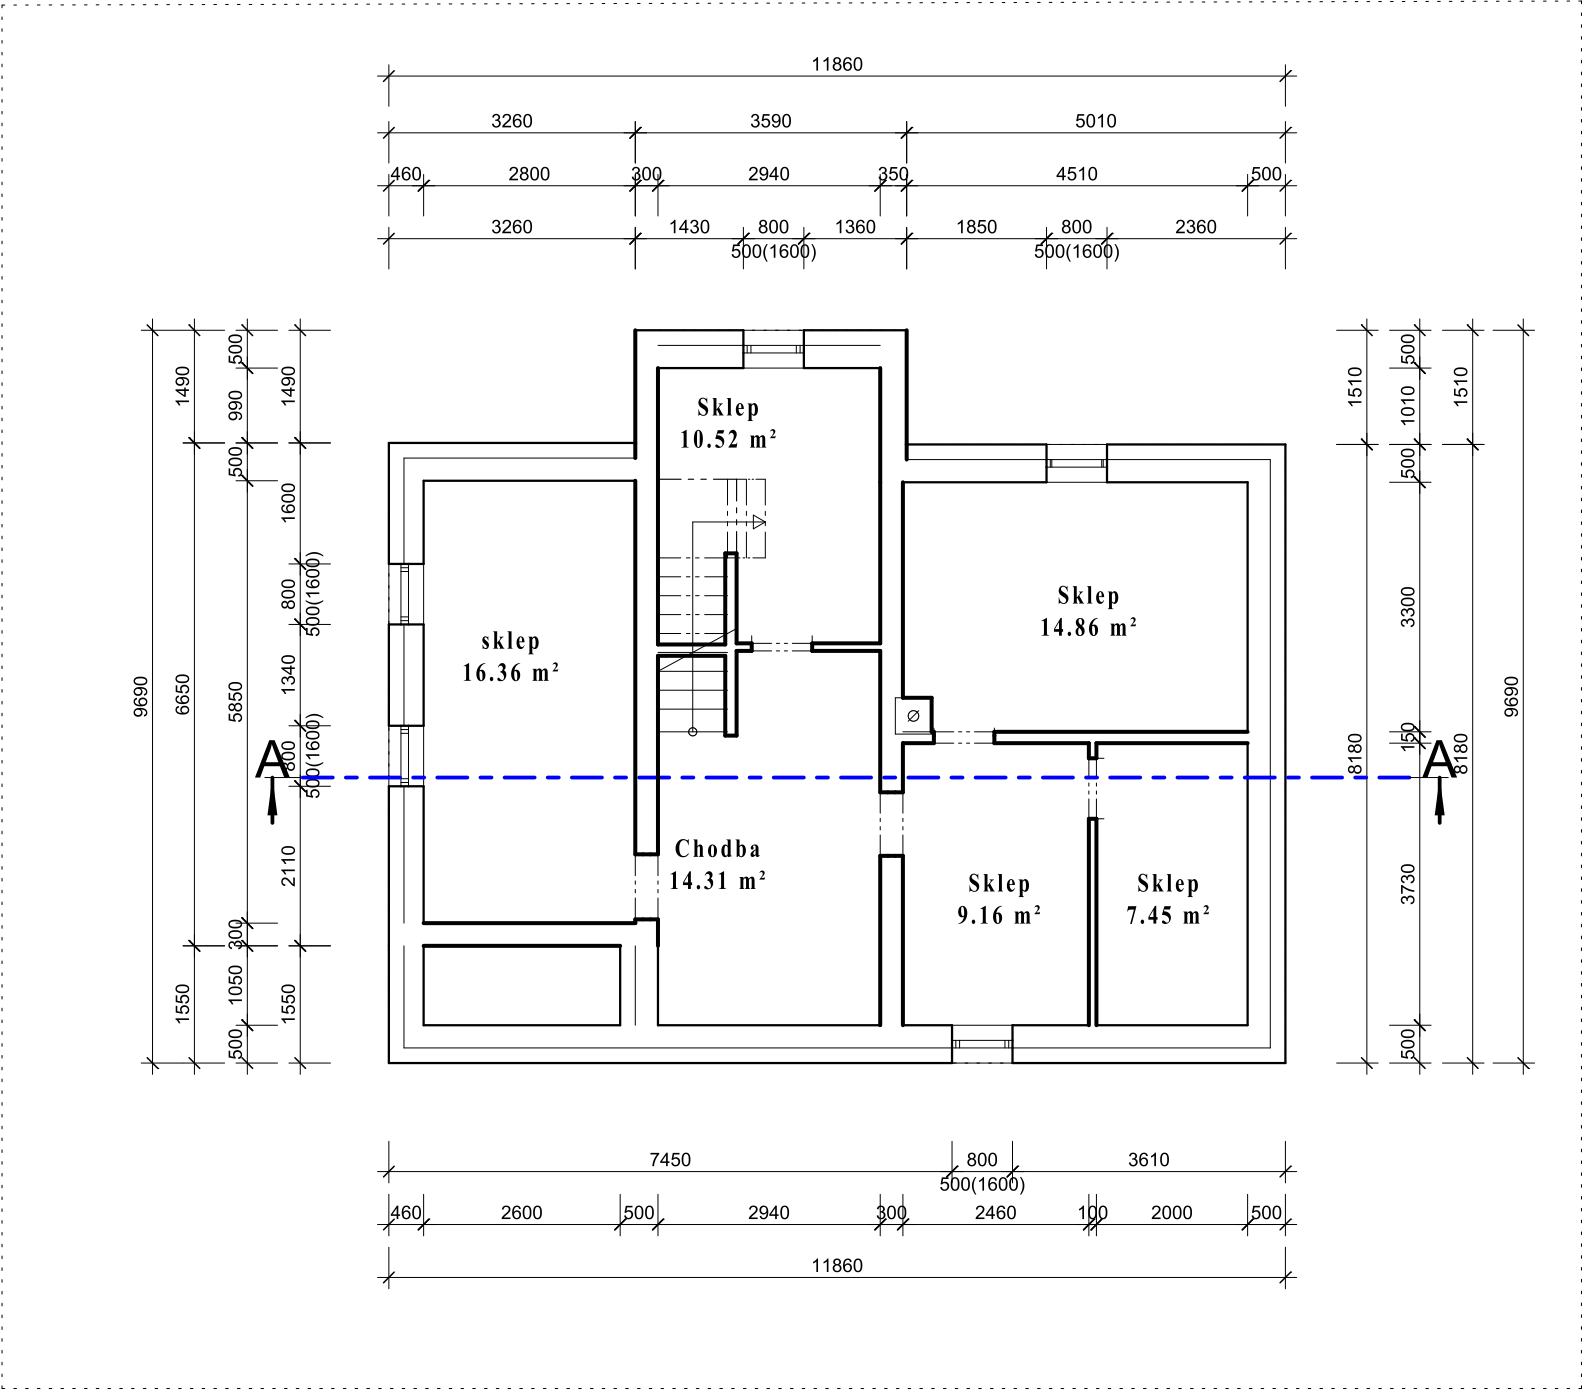 11860
3260 3590 5010
460 2800 300 2940 350 4510 500
3260 1430 800 1360 1850 800 2360
500(1600) 500(1600)
9690
1490 6650 1550
500 990 500 5850 300 1050 500
1490 1600 800 1340 800 2110 1550
500(1600) 500(1600)
Sklep
10.52 m²
sklep
16.36 m²
Sklep
14.86 m²
Chodba
14.31 m²
Sklep
9.16 m²
Sklep
7.45 m²
A A
1510 8180
500 1010 500 3300 150 3730 500
1510 8180
9690
7450 800 3610
500(1600)
460 2600 500 2940 300 2460 100 2000 500
11860